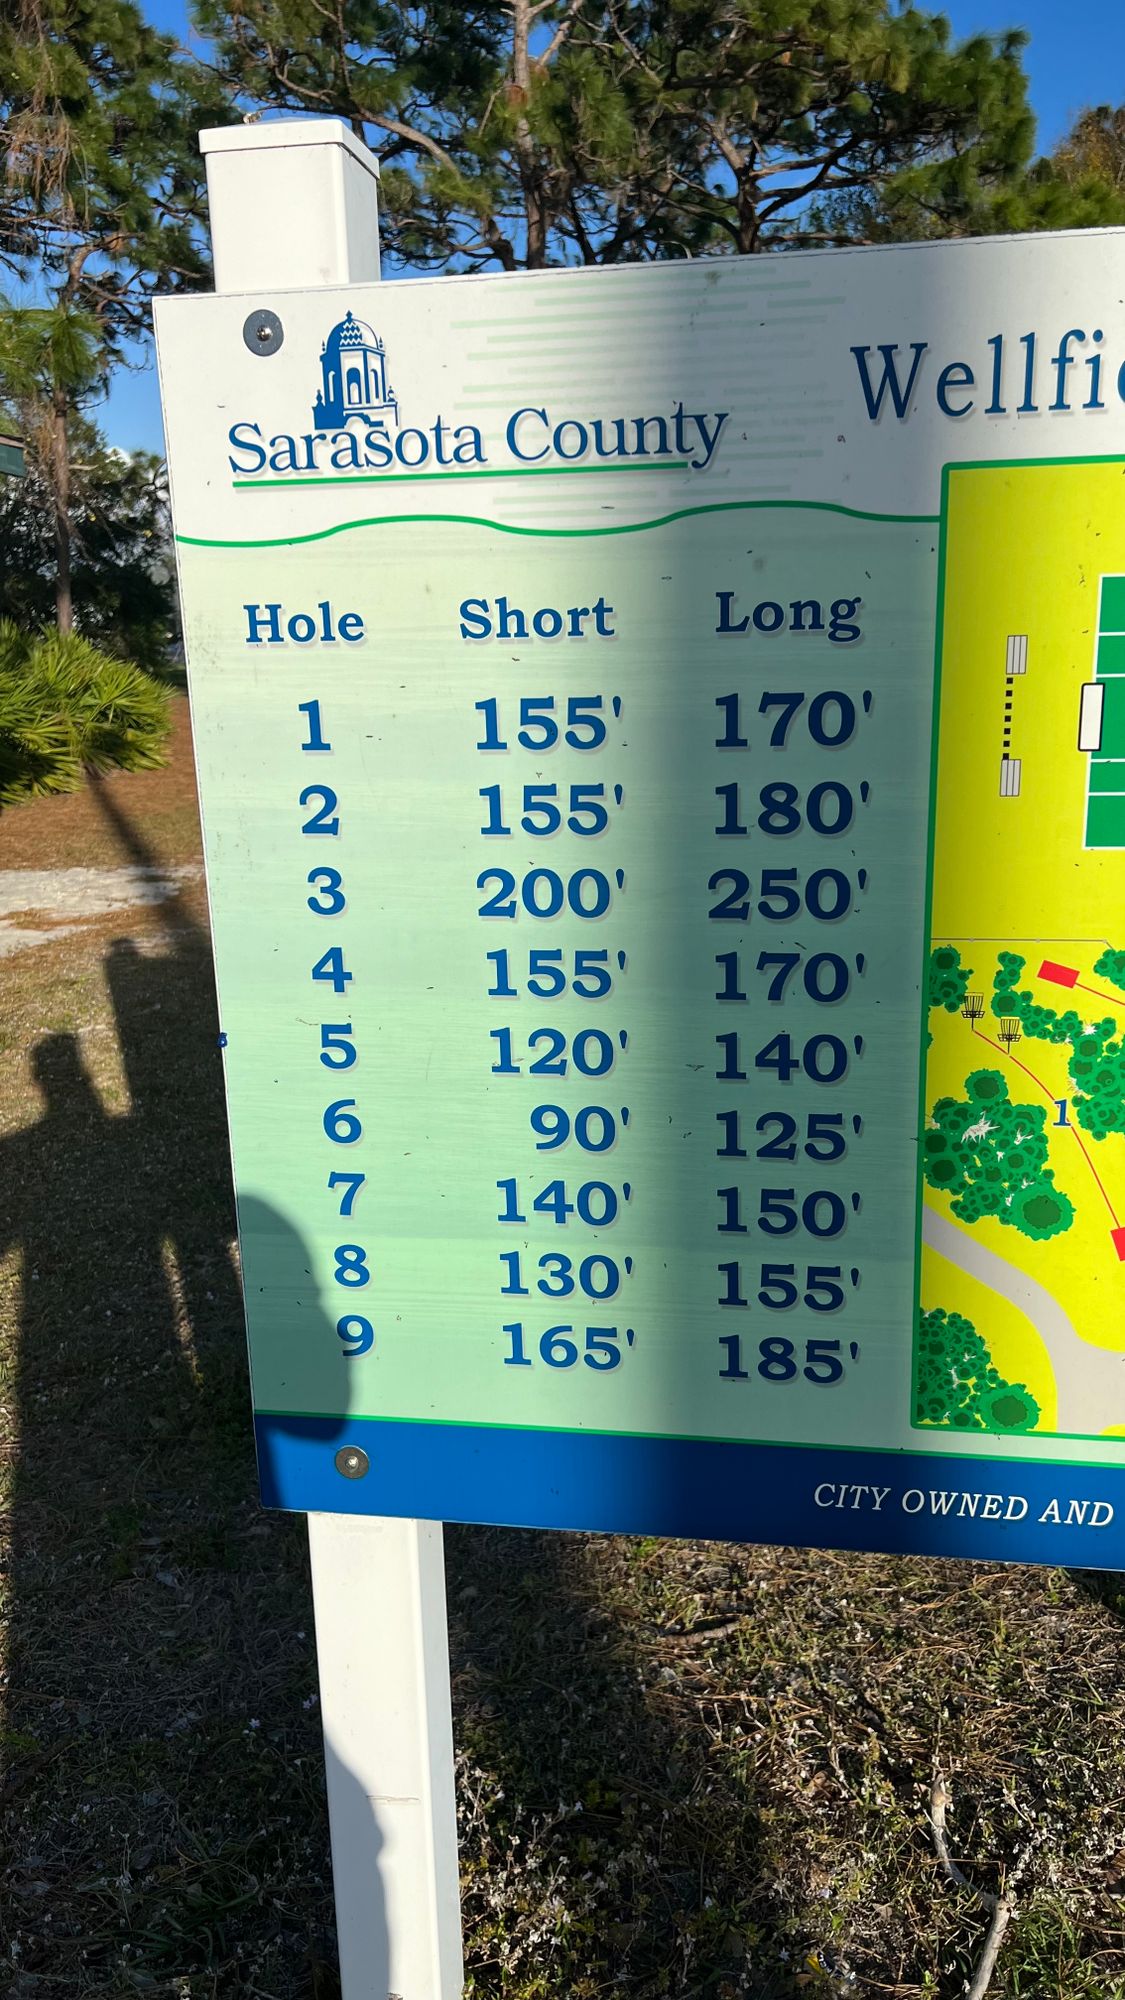 Sarasota County
Hole Short Long
1 155' 170'
2 155' 180'
3 200' 250'
4 155' 170'
5 120' 140'
6 90' 125'
7 140' 150'
8 130' 155'
9 165' 185'
1
CITY OWNED AND